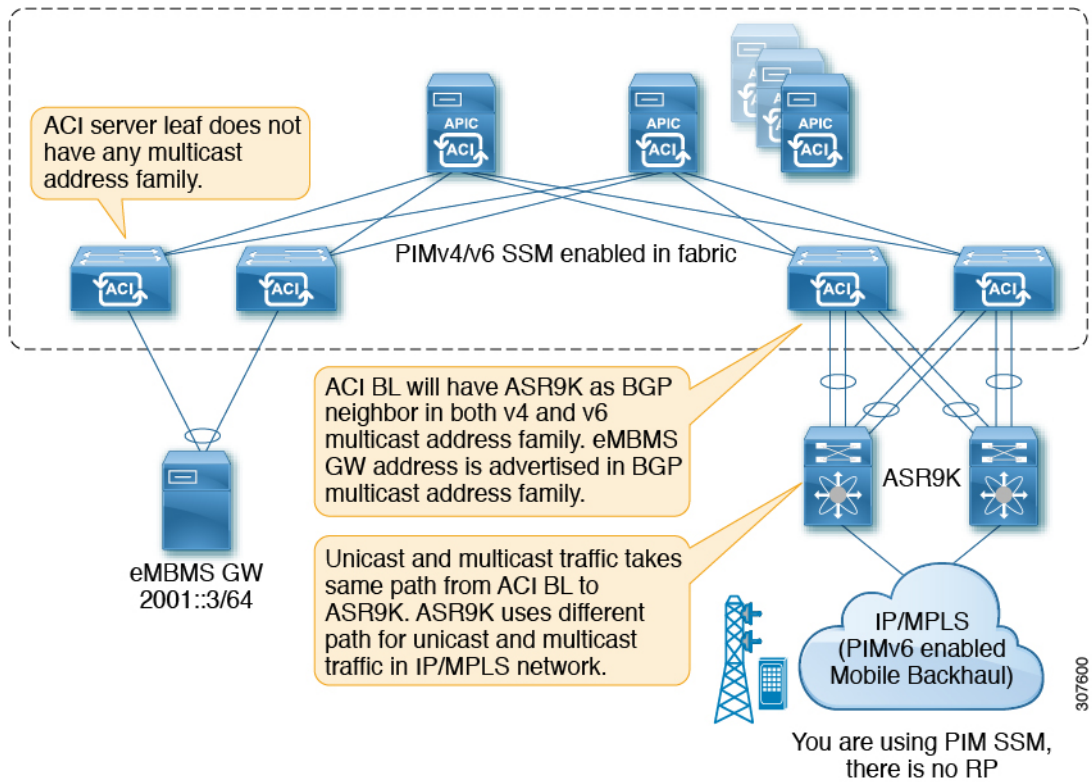 APIC
ACI
APIC
ACI
APIC
ACI
ACI
ACI server leaf does not
have any multicast
address family.
PIMv4/v6 SSM enabled in fabric
ACI
ACI
ACI
ACI
ACI BL will have ASR9K as BGP
neighbor in both v4 and v6
multicast address family. eMBMS
GW address is advertised in BGP
multicast address family.
ASR9K
eMBMS GW
2001::3/64
Unicast and multicast traffic takes
same path from ACI BL to
ASR9K. ASR9K uses different
path for unicast and multicast
traffic in IP/MPLS network.
IP/MPLS
(PIMv6 enabled
Mobile Backhaul)
307600
You are using PIM SSM,
there is no RP